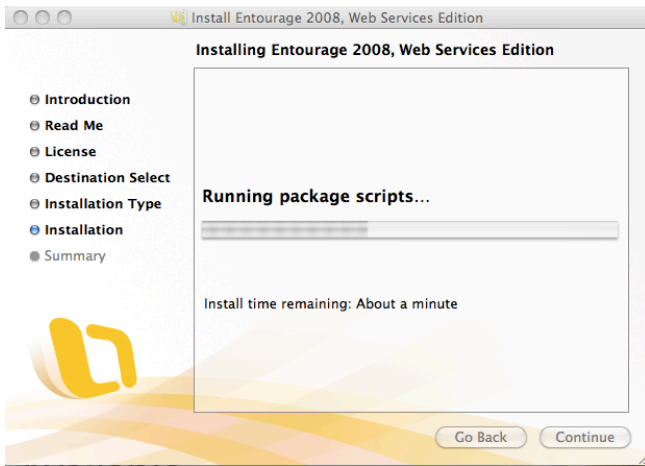 Install Entourage 2008, Web Services Edition
Installing Entourage 2008, Web Services Edition
Introduction
Read Me
License
Destination Select
Installation Type
Installation
Summary
Running package scripts...
Install time remaining: About a minute
Go Back
Continue